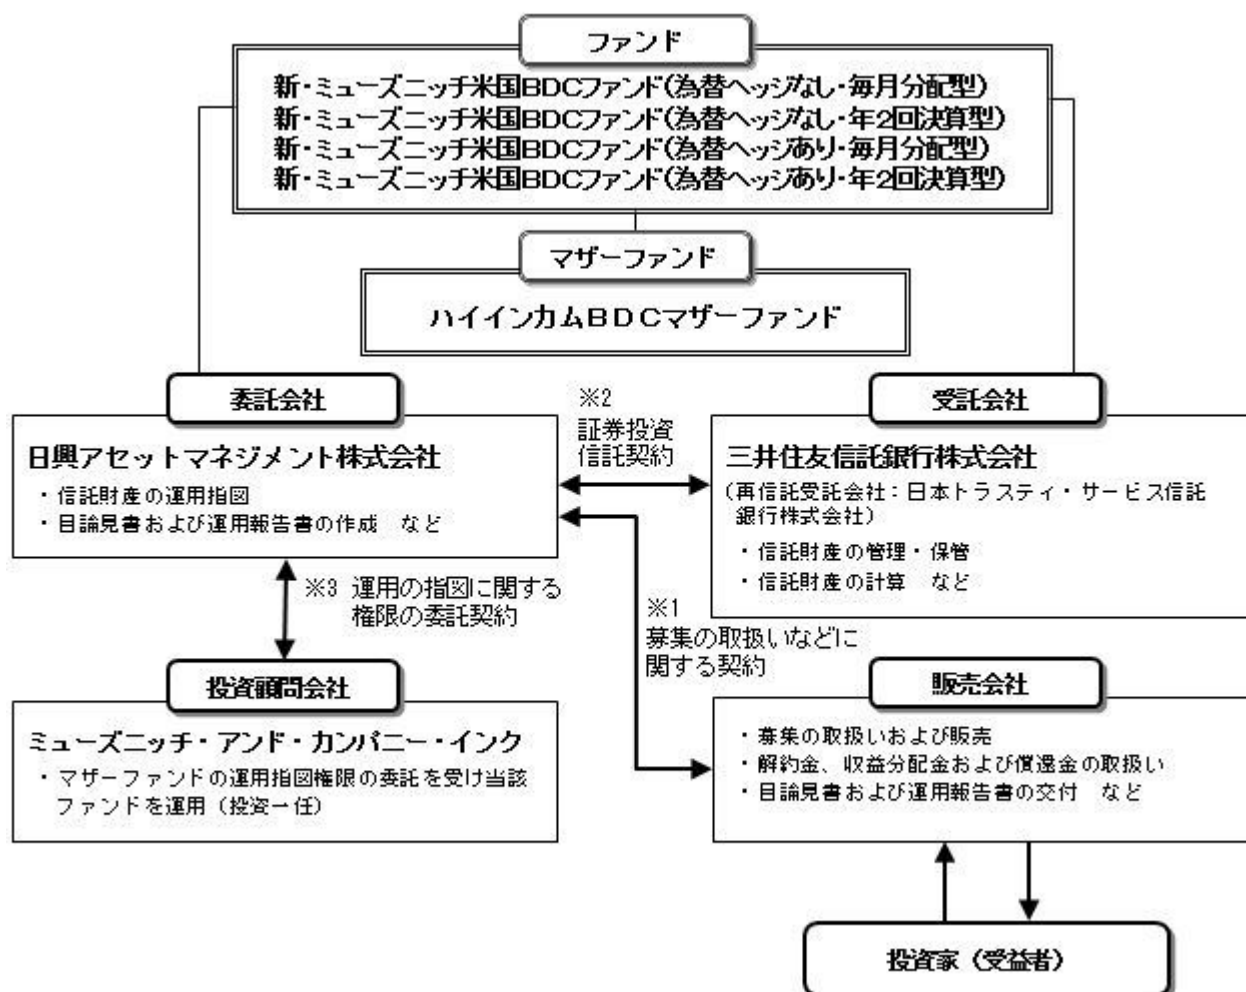 ファンド
新・ミューズニッチ米国BDCファンド(為替ヘッジなし・毎月分配型)
新・ミューズニッチ米国BDCファンド(為替ヘッジなし・年2回決算型)
新・ミューズニッチ米国BDCファンド(為替ヘッジあり・毎月分配型)
新・ミューズニッチ米国BDCファンド(為替ヘッジあり・年2回決算型)
マザーファンド
ハイインカムBDCマザーファンド
委託会社
日興アセットマネジメント株式会社
・信託財産の運用指図
・目論見書および運用報告書の作成 など
※2
証券投資
信託契約
受託会社
三井住友信託銀行株式会社
(再信託受託会社:日本トラスティ・サービス信託
銀行株式会社)
・信託財産の管理・保管
・信託財産の計算 など
※3 運用の指図に関する
権限の委託契約
※1
募集の取扱いなどに
関する契約
投資顧問会社
ミューズニッチ・アンド・カンパニー・インク
・マザーファンドの運用指図権限の委託を受け当該
ファンドを運用(投資一任)
販売会社
・募集の取扱いおよび販売
・解約金、収益分配金および償還金の取扱い
・目論見書および運用報告書の交付 など
投資家(受益者)